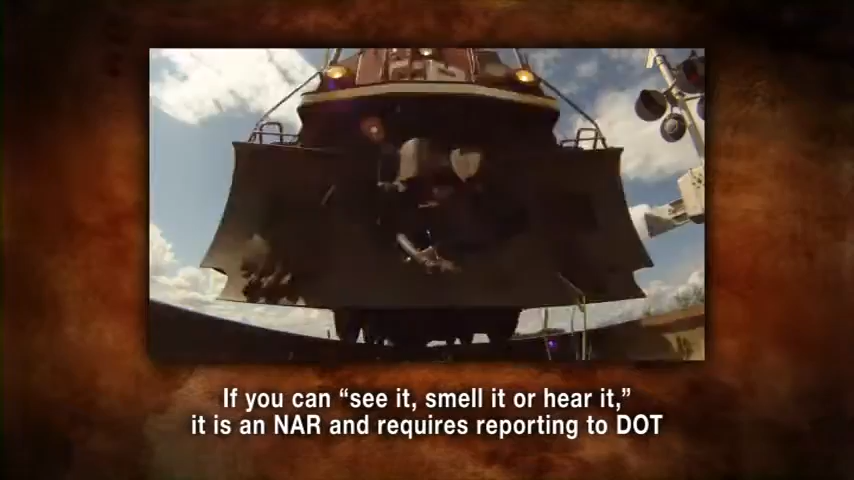 If you can “see it, smell it or hear it,”
it is an NAR and requires reporting to DOT